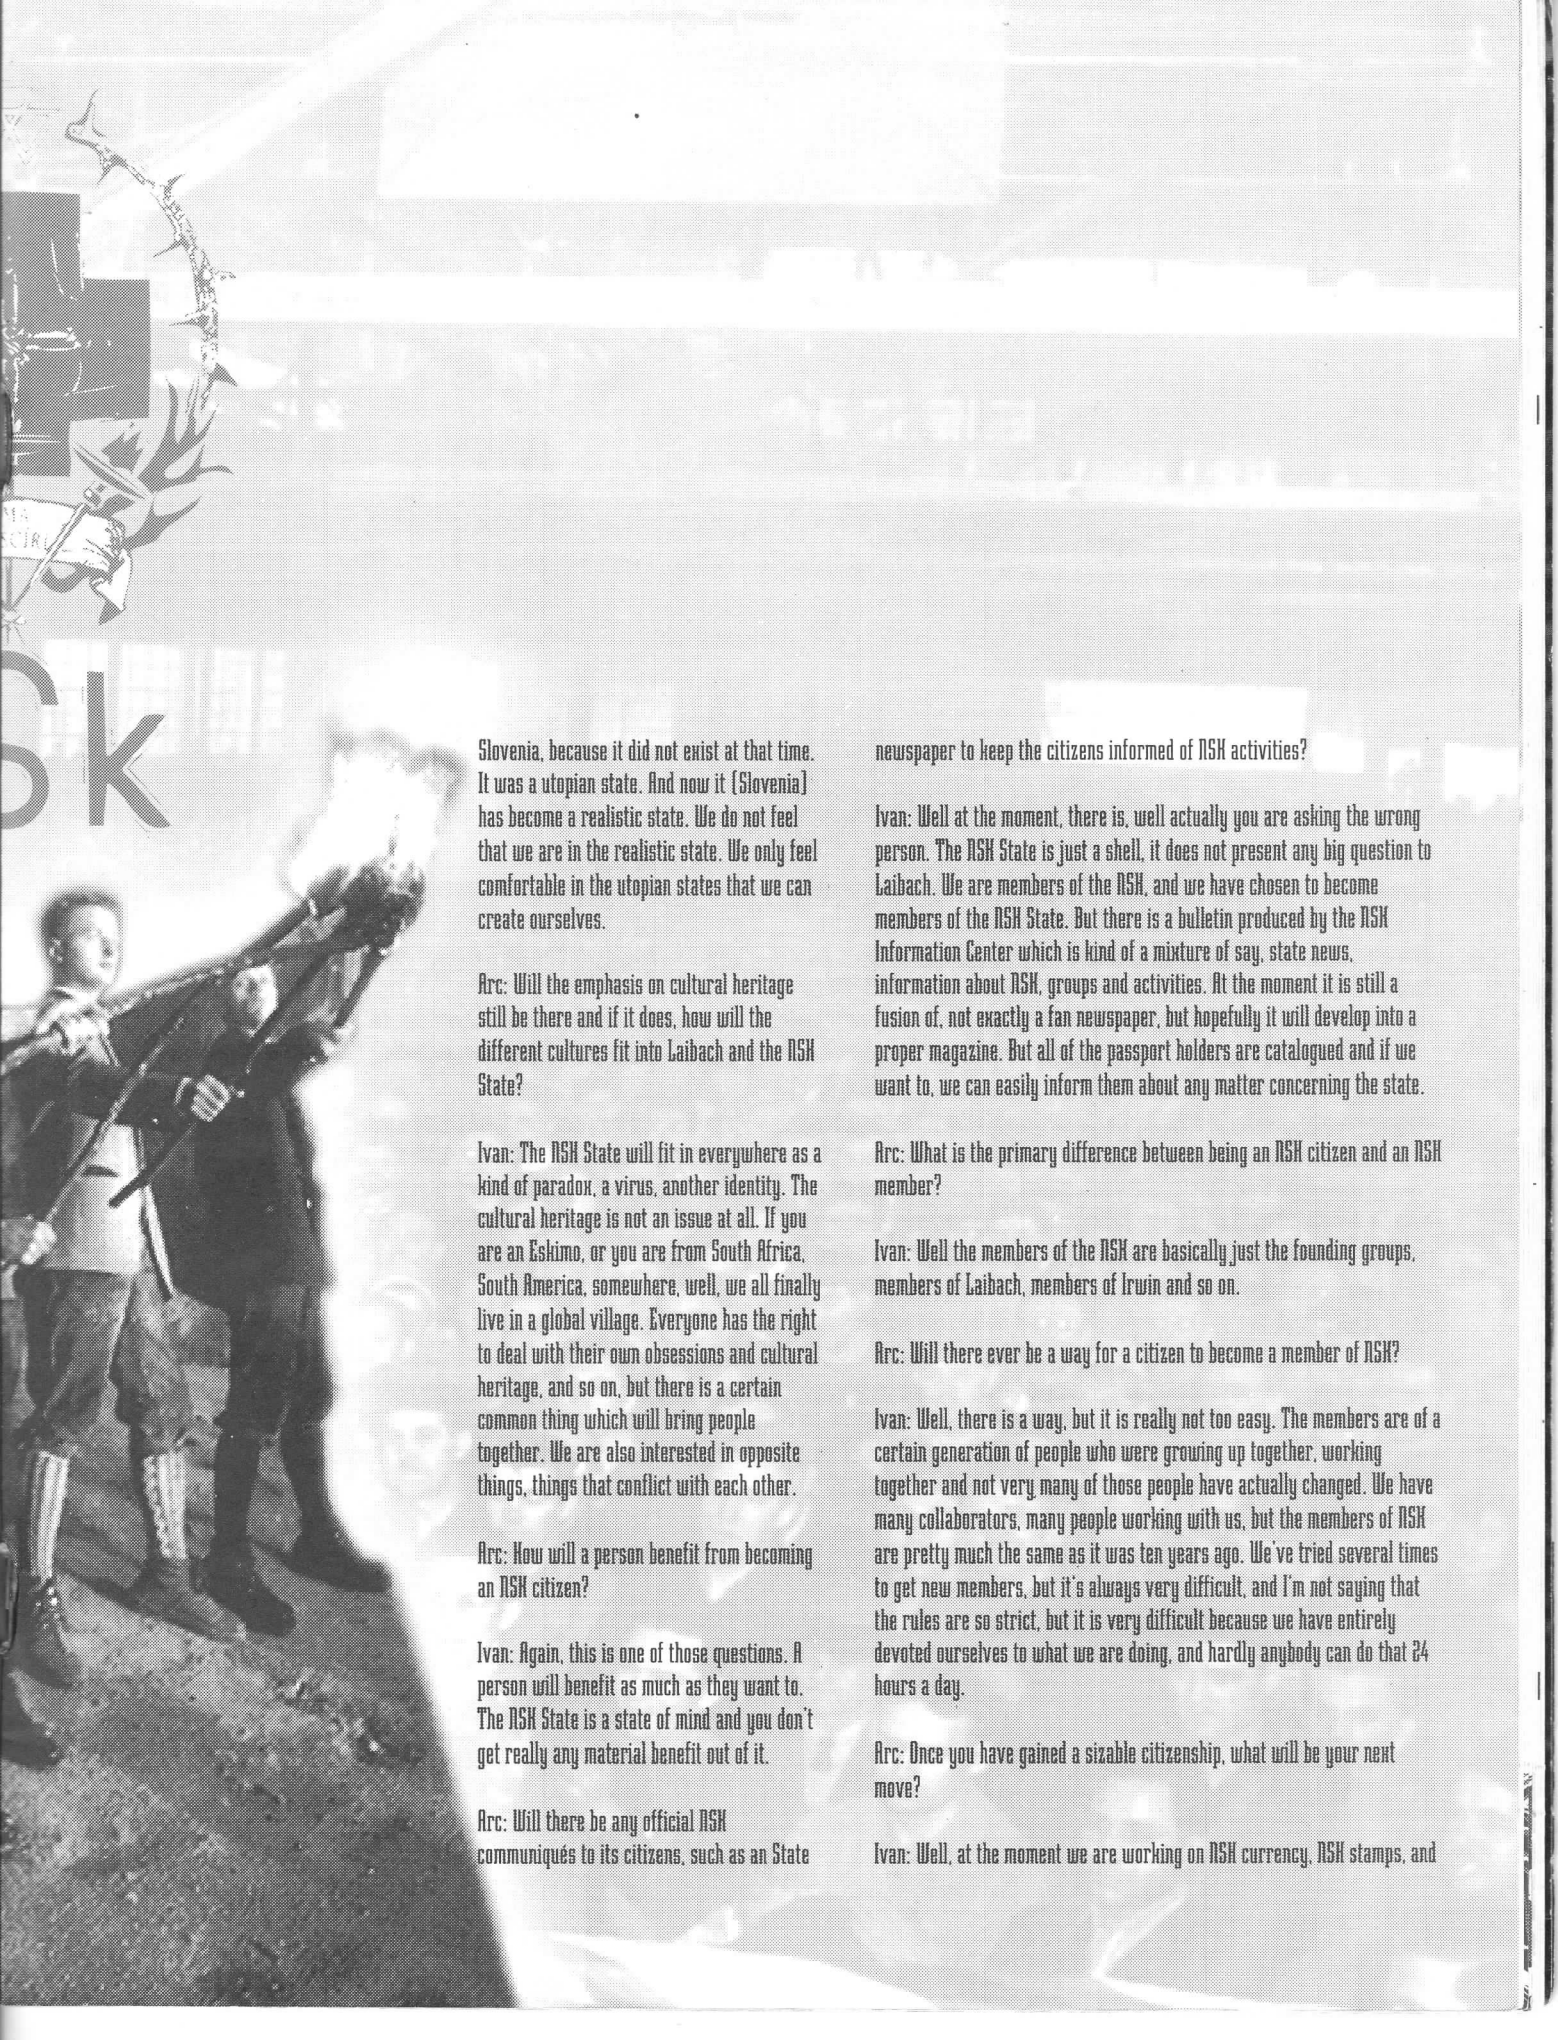 MA
SCIRE
Sk
Slovenia, because it did not exist at that time.
It was a utopian state. And now it (Slovenia)
has become a realistic state. We do not feel
that we are in the realistic state. We only feel
comfortable in the utopian states that we can
create ourselves.
Arc: Will the emphasis on cultural heritage
still be there and if it does, how will the
different cultures fit into Laibach and the NSK
State?
Ivan: The NSK State will fit in everywhere as a
kind of paradox, a virus, another identity. The
cultural heritage is not an issue at all. If you
are an Eskimo, or you are from South Africa,
South America, somewhere, well, we all finally
live in a global village. Everyone has the right
to deal with their own obsessions and cultural
heritage, and so on, but there is a certain
common thing which will bring people
together. We are also interested in opposite
things, things that conflict with each other.
Arc: How will a person benefit from becoming
an NSK citizen?
Ivan: Again, this is one of those questions. A
person will benefit as much as they want to.
The NSK State is a state of mind and you don't
get really any material benefit out of it.
Arc: Will there be any official NSK
communiqués to its citizens, such as an State
newspaper to keep the citizens informed of NSK activities?
Ivan: Well at the moment, there is, well actually you are asking the wrong
person. The NSK State is just a shell, it does not present any big question to
Laibach. We are members of the NSK, and we have chosen to become
members of the NSK State. But there is a bulletin produced by the NSK
Information Center which is kind of a mixture of say, state news,
information about NSK, groups and activities. At the moment it is still a
fusion of, not exactly a fan newspaper, but hopefully it will develop into a
proper magazine. But all of the passport holders are catalogued and if we
want to, we can easily inform them about any matter concerning the state.
Arc: What is the primary difference between being an NSK citizen and an NSK
member?
Ivan: Well the members of the NSK are basically just the founding groups,
members of Laibach, members of Irwin and so on.
Arc: Will there ever be a way for a citizen to become a member of NSK?
Ivan: Well, there is a way, but it is really not too easy. The members are of a
certain generation of people who were growing up together, working
together and not very many of those people have actually changed. We have
many collaborators, many people working with us, but the members of NSK
are pretty much the same as it was ten years ago. We've tried several times
to get new members, but it's always very difficult, and I'm not saying that
the rules are so strict, but it is very difficult because we have entirely
devoted ourselves to what we are doing, and hardly anybody can do that 24
hours a day.
Arc: Once you have gained a sizable citizenship, what will be your next
move?
Ivan: Well, at the moment we are working on NSK currency, NSK stamps, and